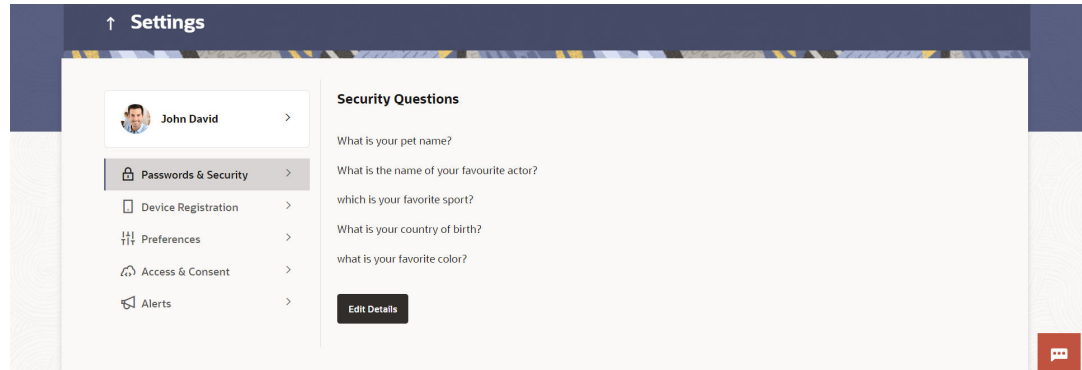 Settings
John David
Passwords & Security
Device Registration
Preferences
Access & Consent
Alerts
Security Questions
What is your pet name?
What is the name of your favourite actor?
which is your favorite sport?
What is your country of birth?
what is your favorite color?
Edit Details